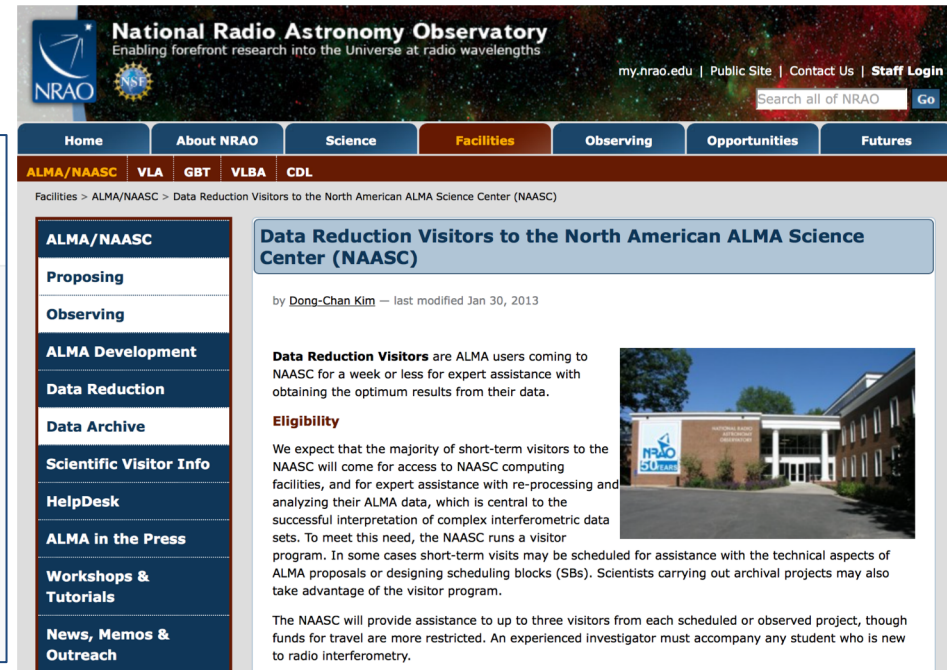 National Radio Astronomy Observatory
Enabling forefront research into the Universe at radio wavelengths
NRAO
NSF
my.nrao.edu | Public Site | Contact Us | Staff Login
Search all of NRAO Go
Home About NRAO Science Facilities Observing Opportunities Futures
ALMA/NAASC VLA GBT VLBA CDL
Facilities > ALMA/NAASC > Data Reduction Visitors to the North American ALMA Science Center (NAASC)
ALMA/NAASC
Proposing
Observing
ALMA Development
Data Reduction
Data Archive
Scientific Visitor Info
HelpDesk
ALMA in the Press
Workshops &
Tutorials
News, Memos &
Outreach
Data Reduction Visitors to the North American ALMA Science
Center (NAASC)
by Dong-Chan Kim — last modified Jan 30, 2013
Data Reduction Visitors are ALMA users coming to
NAASC for a week or less for expert assistance with
obtaining the optimum results from their data.
Eligibility
We expect that the majority of short-term visitors to the
NAASC will come for access to NAASC computing
facilities, and for expert assistance with re-processing and
analyzing their ALMA data, which is central to the
successful interpretation of complex interferometric data
sets. To meet this need, the NAASC runs a visitor
program. In some cases short-term visits may be scheduled for assistance with the technical aspects of
ALMA proposals or designing scheduling blocks (SBs). Scientists carrying out archival projects may also
take advantage of the visitor program.
The NAASC will provide assistance to up to three visitors from each scheduled or observed project, though
funds for travel are more restricted. An experienced investigator must accompany any student who is new
to radio interferometry.
NATIONAL RADIO
ASTRONOMY
OBSERVATORY
NRAO
50 YEARS